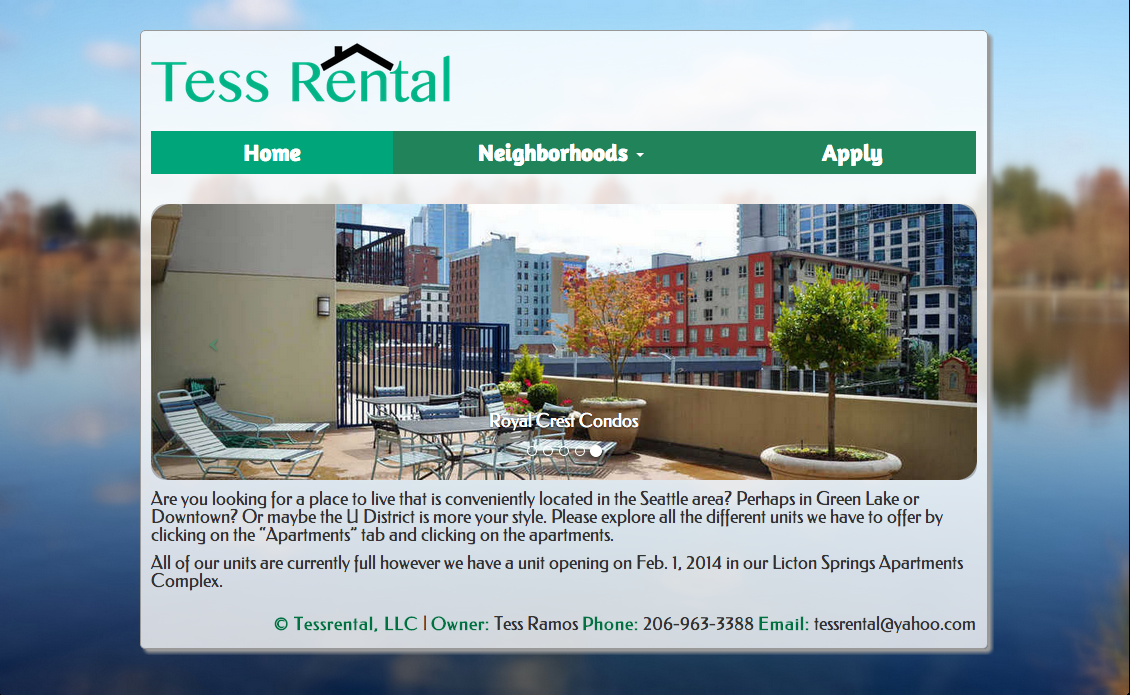 Tess Rental
Home Neighborhoods Apply
Royal Crest Condos
Are you looking for a place to live that is conveniently located in the Seattle area? Perhaps in Green Lake or
Downtown? Or maybe the U District is more your style. Please explore all the different units we have to offer by
clicking on the "Apartments" tab and clicking on the apartments.
All of our units are currently full however we have a unit opening on Feb. 1, 2014 in our Licton Springs Apartments
Complex.
© Tessrental, LLC | Owner: Tess Ramos Phone: 206-963-3388 Email: tessrental@yahoo.com